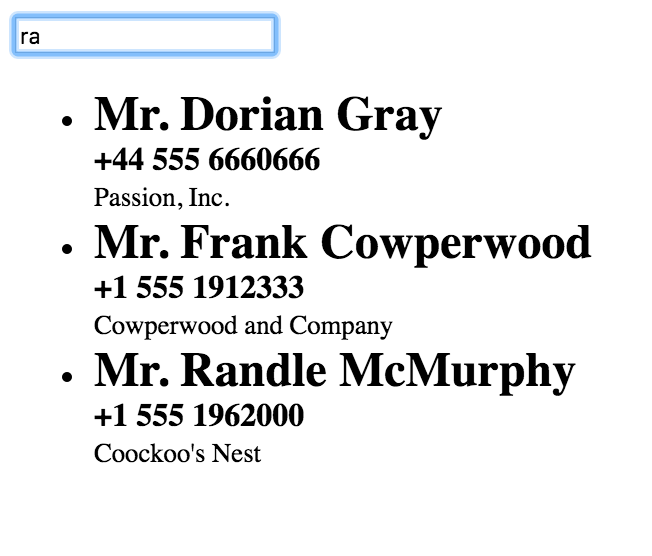 ra
Mr. Dorian Gray
+44 555 6660666
Passion, Inc.
Mr. Frank Cowperwood
+1 555 1912333
Cowperwood and Company
Mr. Randle McMurphy
+1 555 1962000
Coockoo's Nest